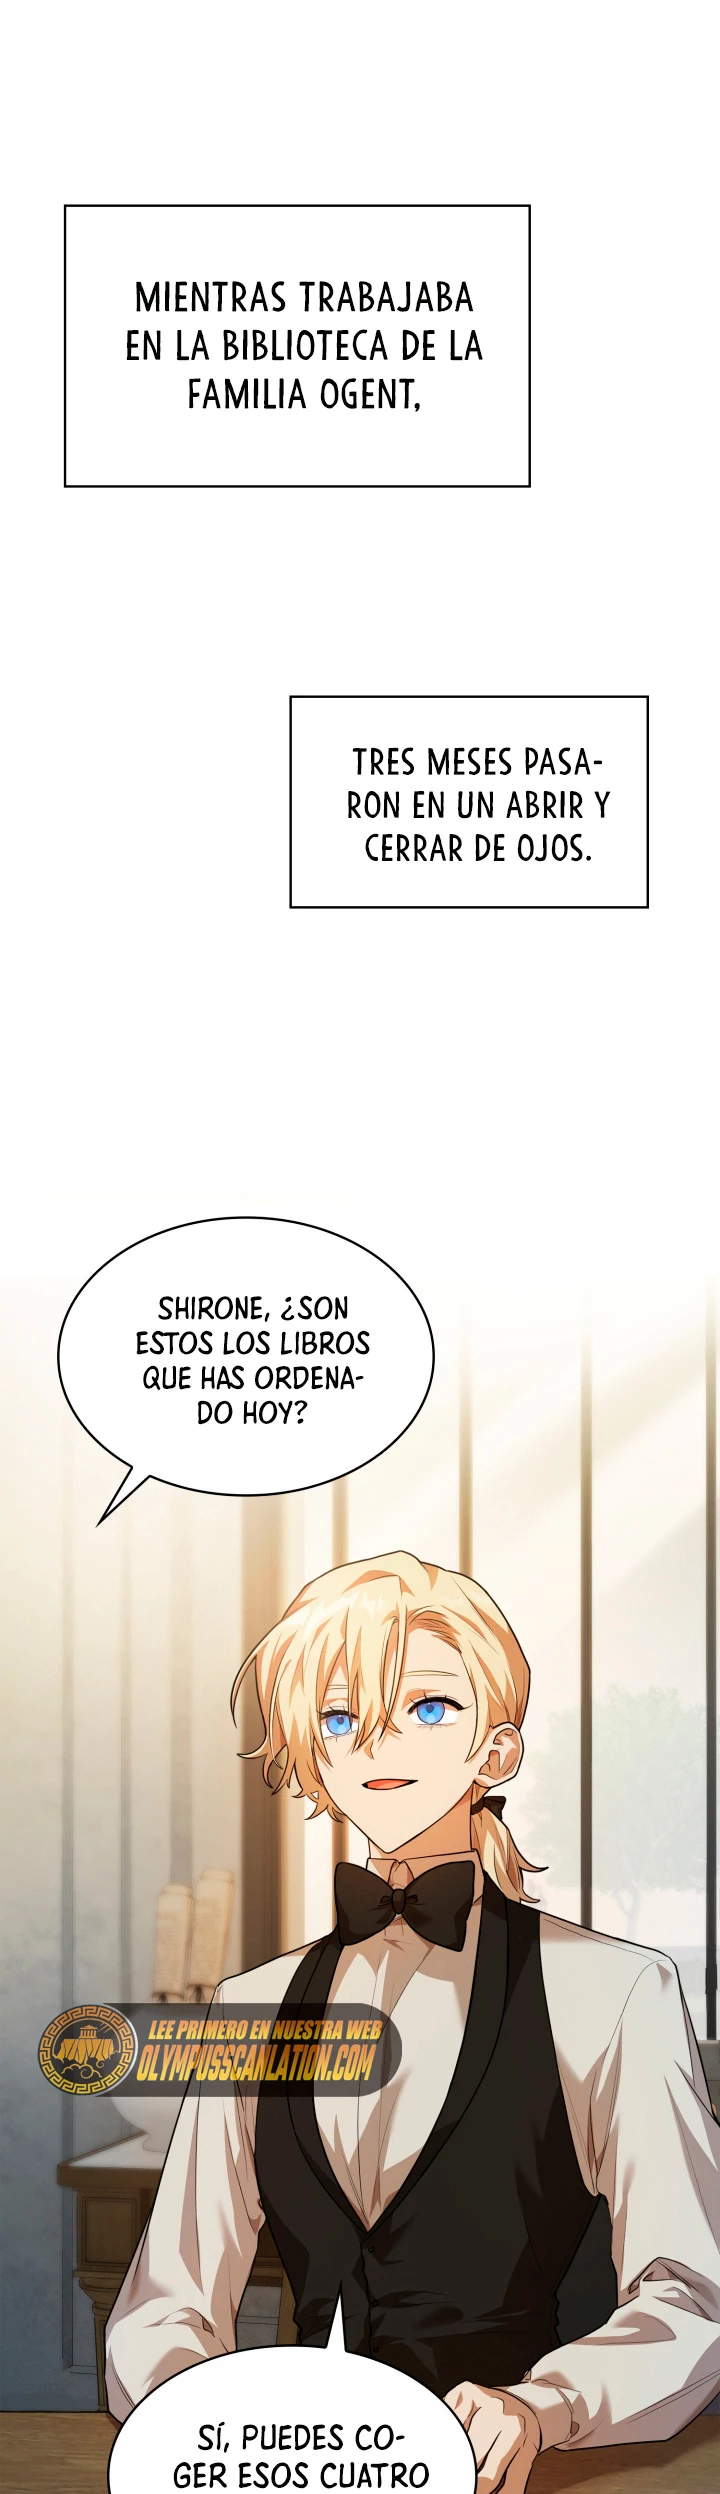 MIENTRAS TRABAJABA
EN LA BIBLIOTECA DE LA
FAMILIA OGENT,
TRES MESES PASA-
RON EN UN ABRIR Y
CERRAR DE OJOS.
SHIRONE, ¿SON
ESTOS LOS LIBROS
QUE HAS ORDENA-
DO HOY?
LEE PRIMERO EN NUESTRA WEB
OLYMPUSSCANLATION.COM
SÍ, PUEDES CO-
GER ESOS CUATRO